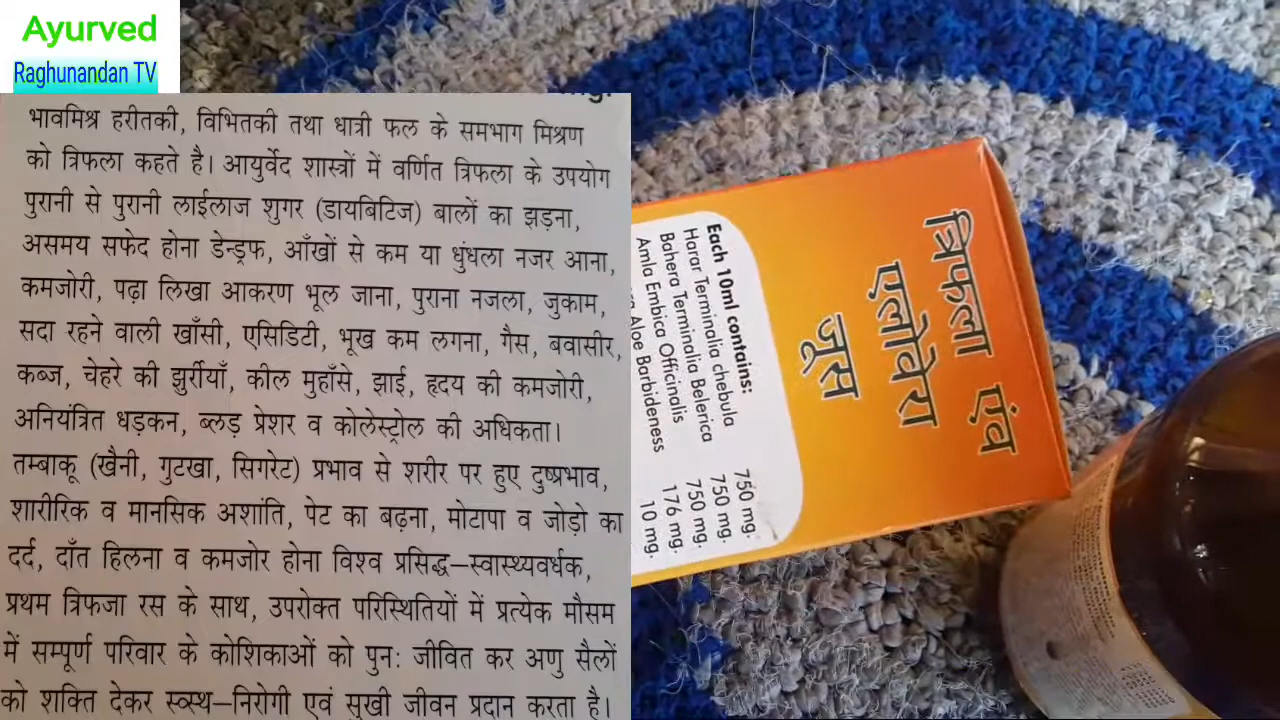 Ayurved
Raghunandan TV
mg.
भावमिश्र हरीतकी, विभितकी तथा धात्री फल के समभाग मिश्रण
को त्रिफला कहते है। आयुर्वेद शास्त्रों में वर्णित त्रिफला के उपयोग
पुरानी से पुरानी लाईलाज शुगर (डायबिटिज) बालों का झड़ना,
असमय सफेद होना डेन्ड्रफ, आँखों से कम या धुंधला नजर आना,
कमजोरी, पढ़ा लिखा आकरण भूल जाना, पुराना नजला, जुकाम,
सदा रहने वाली खाँसी, एसिडिटी, भूख कम लगना, गैस, बवासीर,
कब्ज, चेहरे की झुर्रीयाँ, कील मुहाँसे, झाई, हृदय की कमजोरी,
अनियंत्रित धड़कन, ब्लड़ प्रेशर व कोलेस्ट्रोल की अधिकता।
तम्बाकू (खैनी, गुटखा, सिगरेट) प्रभाव से शरीर पर हुए दुष्प्रभाव,
शारीरिक व मानसिक अशांति, पेट का बढ़ना, मोटापा व जोड़ो का
दर्द, दाँत हिलना व कमजोर होना विश्व प्रसिद्ध–स्वास्थ्यवर्धक,
प्रथम त्रिफजा रस के साथ, उपरोक्त परिस्थितियों में प्रत्येक मौसम
में सम्पूर्ण परिवार के कोशिकाओं को पुनः जीवित कर अणु सैलों
को शक्ति देकर स्वस्थ–निरोगी एवं सुखी जीवन प्रदान करता है।
त्रिफला एंव
एलोवेरा
जूस
Each 10ml contains:
Harar Terminalia chebula 750 mg.
Bahera Terminalia Belerica 750 mg.
Amla Embica Officinalis 750 mg.
Aloe Barbideness 176 mg.
10 mg.